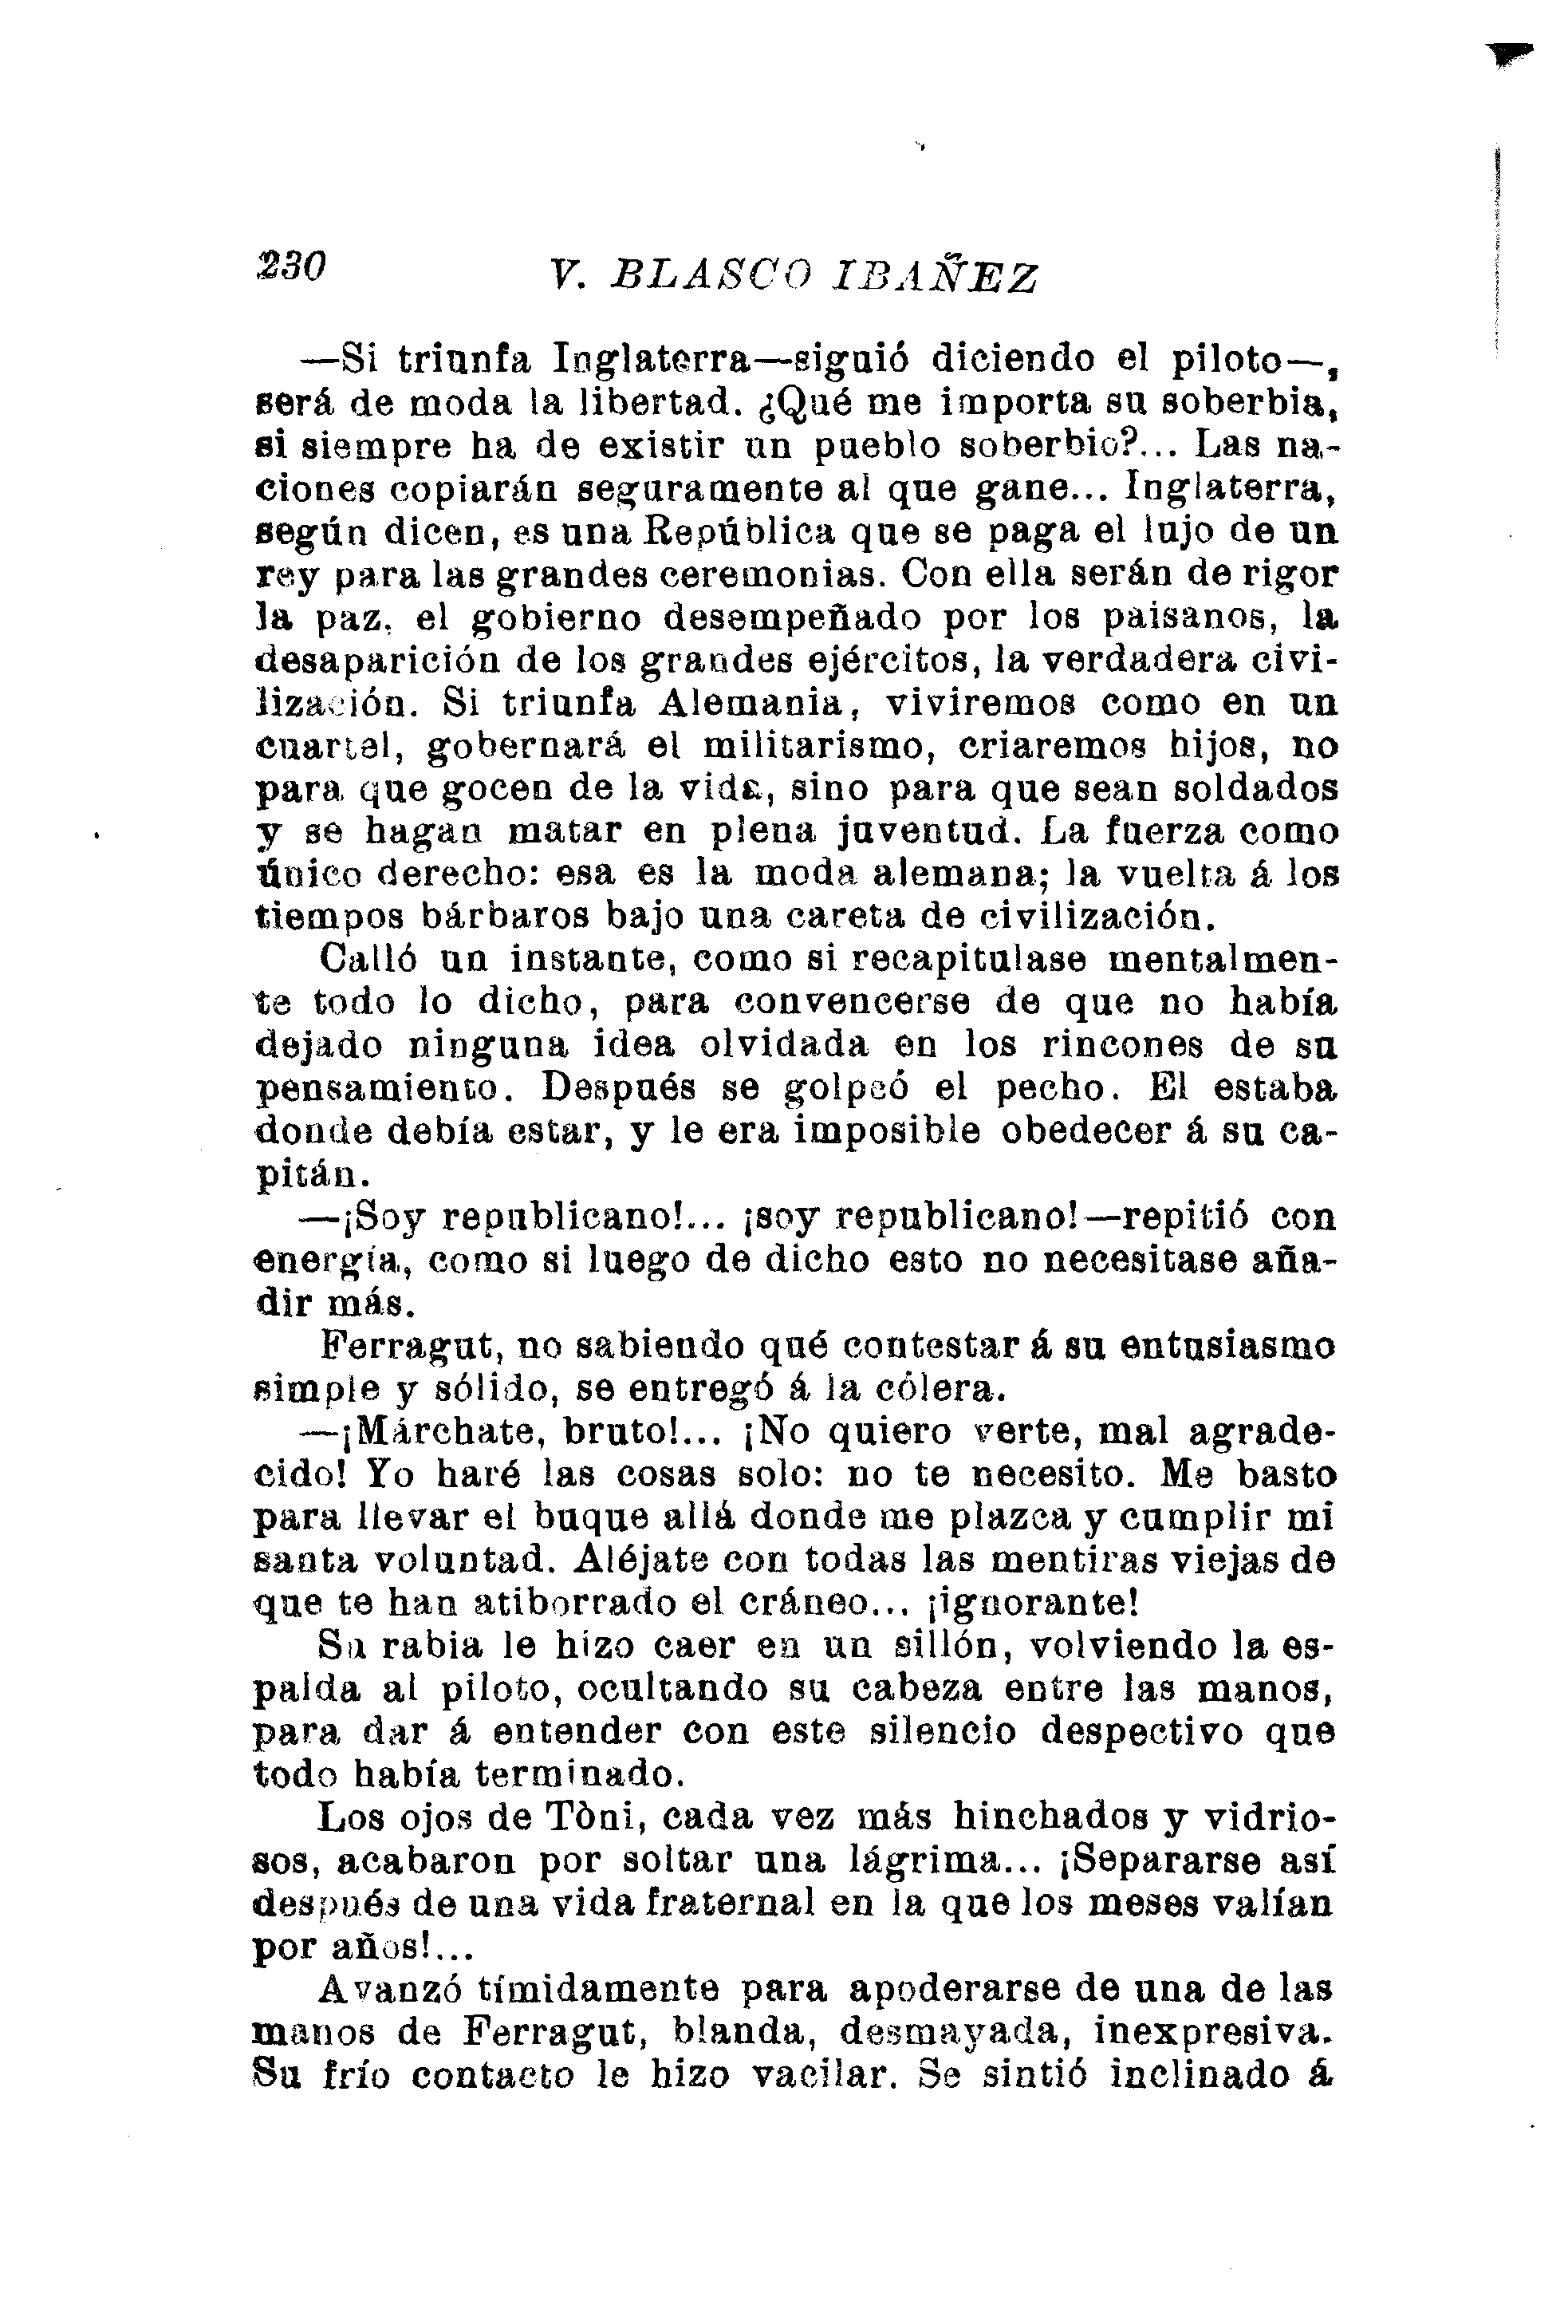 230
V. BLASCO IBAÑEZ
—Si triunfa Inglaterra—siguió diciendo el piloto—,
será de moda la libertad. ¿Qué me importa su soberbia,
si siempre ha de existir un pueblo soberbio?... Las na-
ciones copiarán seguramente al que gane... Inglaterra,
según dicen, es una República que se paga el lujo de un
rey para las grandes ceremonias. Con ella serán de rigor
la paz, el gobierno desempeñado por los paisanos, la
desaparición de los grandes ejércitos, la verdadera civi-
lización. Si triunfa Alemania, viviremos como en un
cuartel, gobernará el militarismo, criaremos hijos, no
para que gocen de la vida, sino para que sean soldados
y se hagan matar en plena juventud. La fuerza como
único derecho: esa es la moda alemana; la vuelta á los
tiempos bárbaros bajo una careta de civilización.
Calló un instante, como si recapitulase mentalmen-
te todo lo dicho, para convencerse de que no había
dejado ninguna idea olvidada en los rincones de su
pensamiento. Después se golpeó el pecho. El estaba
donde debía estar, y le era imposible obedecer á su ca-
pitán.
—¡Soy republicano!... ¡soy republicano!—repitió con
energía, como si luego de dicho esto no necesitase aña-
dir más.
Ferragut, no sabiendo qué contestar á su entusiasmo
simple y sólido, se entregó á la cólera.
—¡Márchate, bruto!... ¡No quiero verte, mal agrade-
cido! Yo haré las cosas solo: no te necesito. Me basto
para llevar el buque allá donde me plazca y cumplir mi
santa voluntad. Aléjate con todas las mentiras viejas de
que te han atiborrado el cráneo... ¡ignorante!
Su rabia le hizo caer en un sillón, volviendo la es-
palda al piloto, ocultando su cabeza entre las manos,
para dar á entender con este silencio despectivo que
todo había terminado.
Los ojos de Tòni, cada vez más hinchados y vidrio-
sos, acabaron por soltar una lágrima... ¡Separarse así
después de una vida fraternal en la que los meses valían
por años!...
Avanzó tímidamente para apoderarse de una de las
manos de Ferragut, blanda, desmayada, inexpresiva.
Su frío contacto le hizo vacilar. Se sintió inclinado á